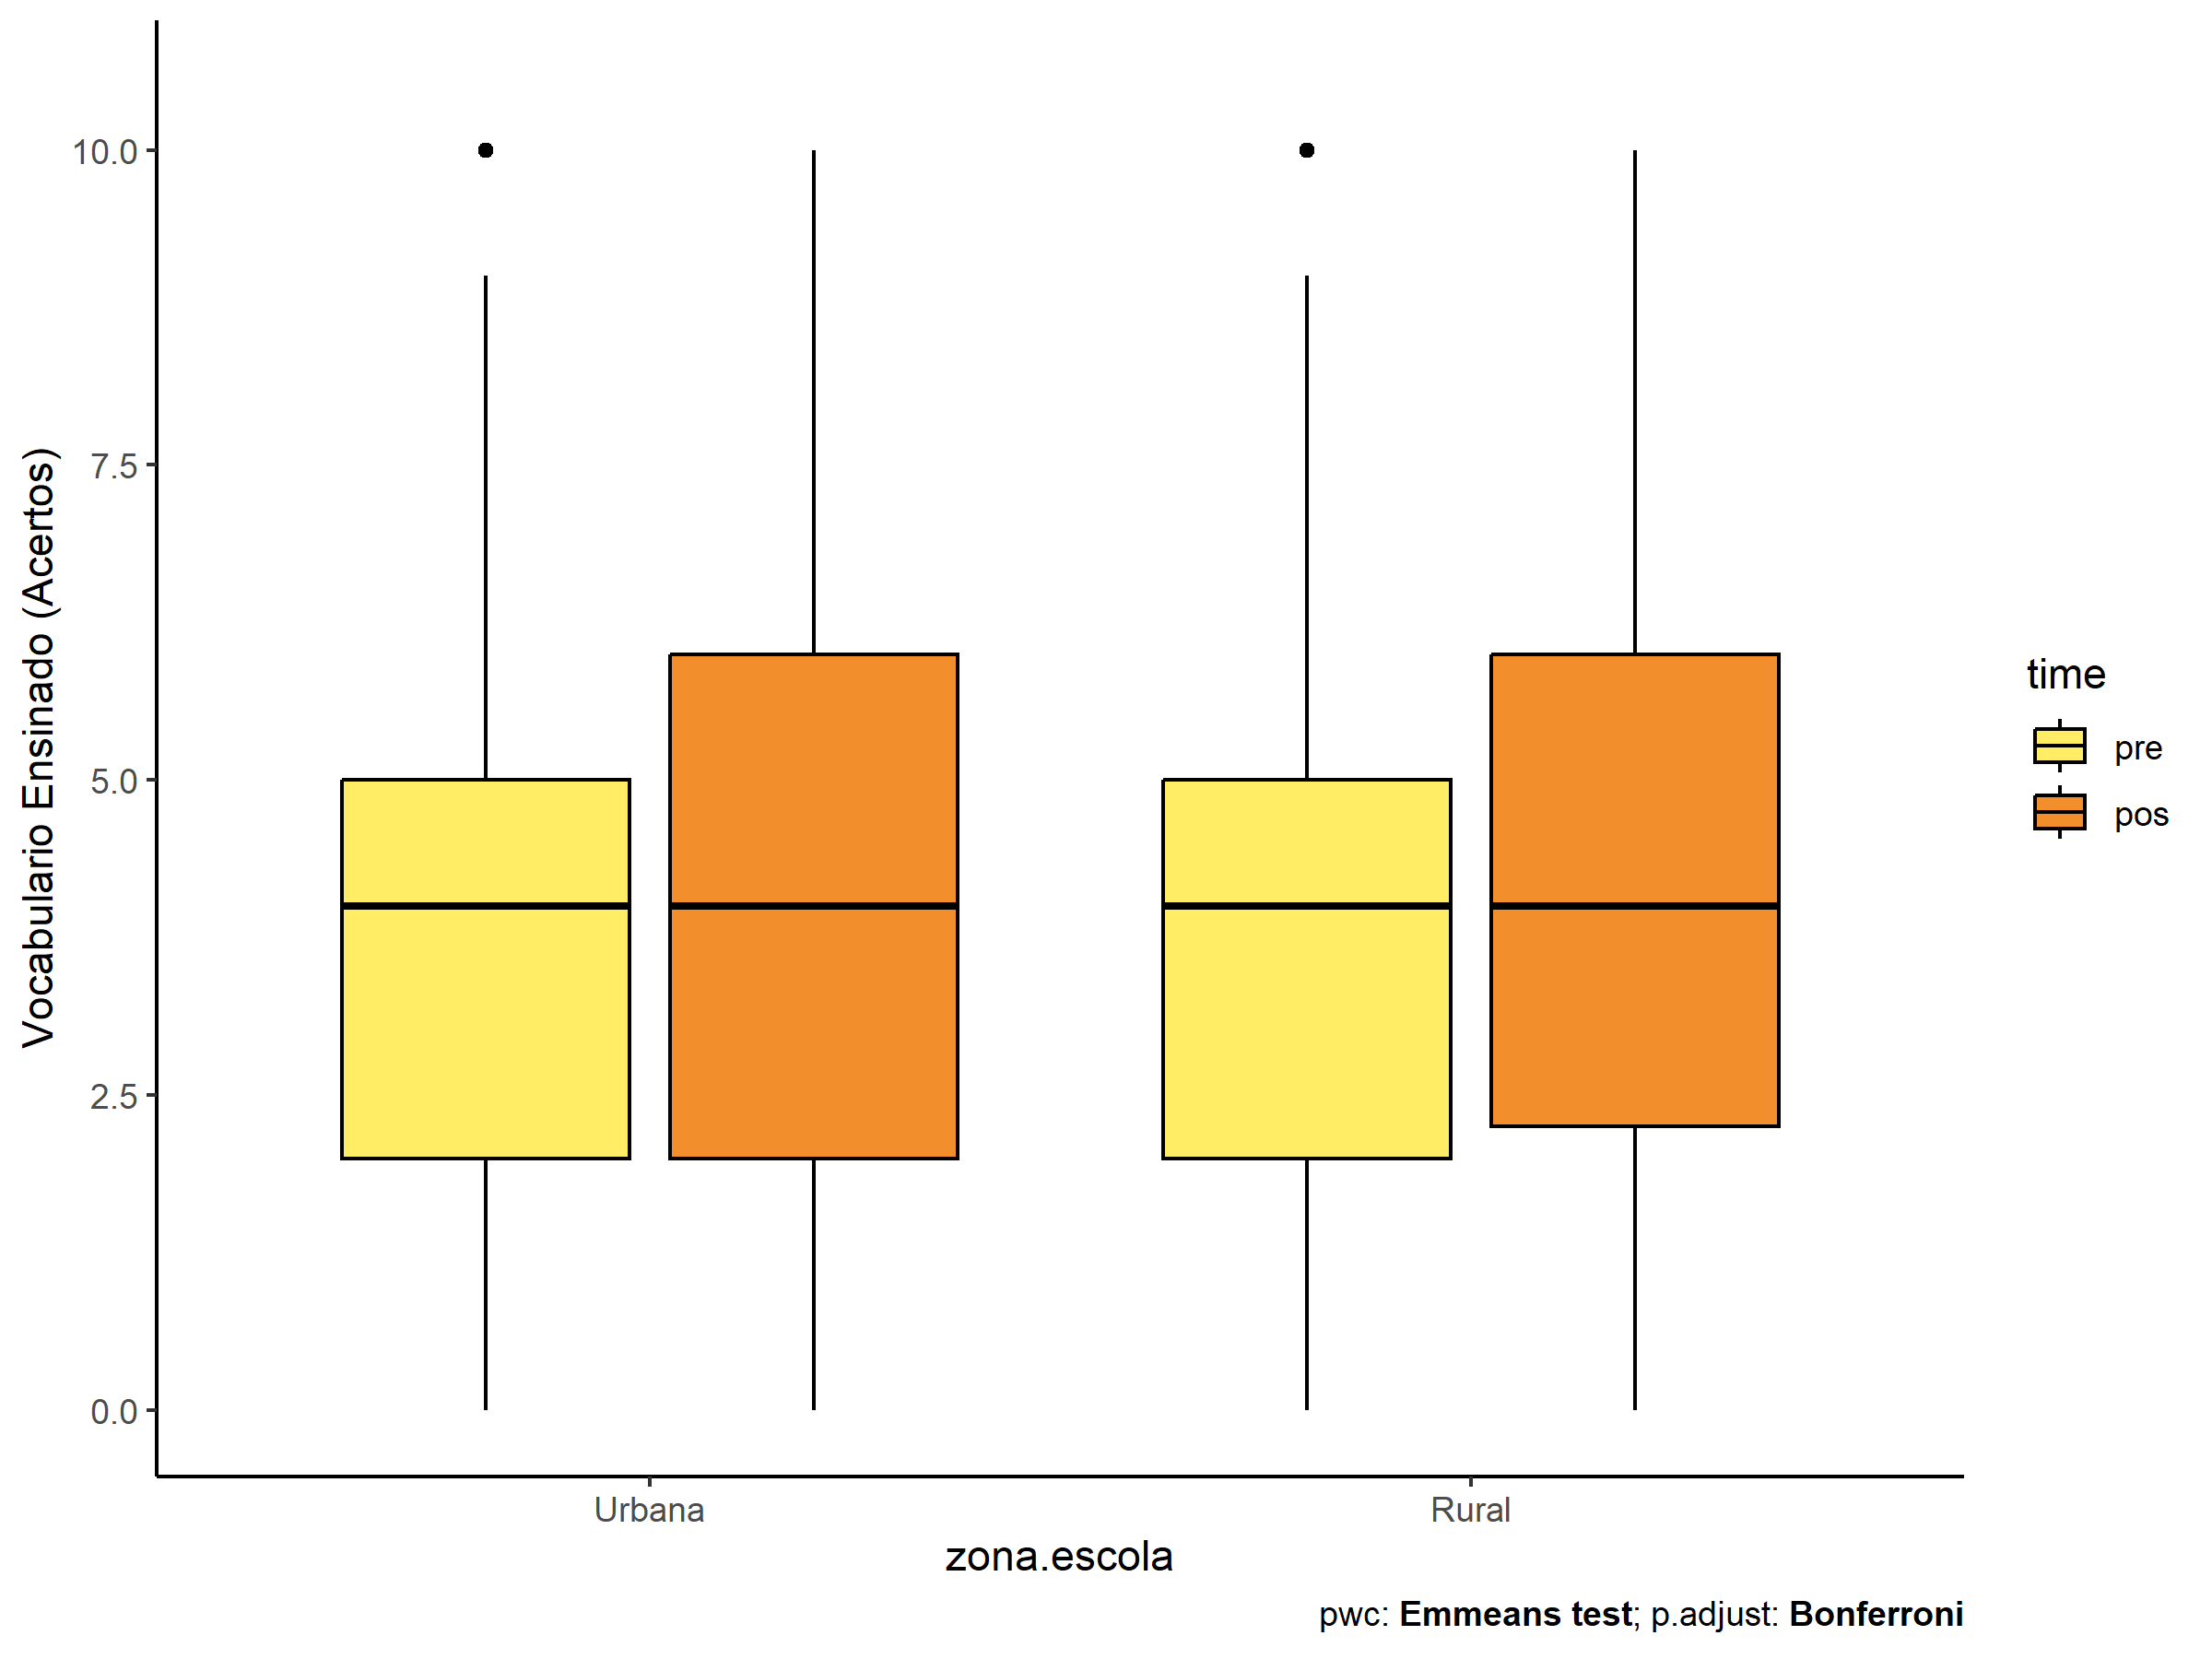 Vocabulario Ensinado (Acertos)
10.0
7.5
5.0
2.5
0.0
Urbana
Rural
zona.escola
time
pre
pos
pwc: Emmeans test; p.adjust: Bonferroni